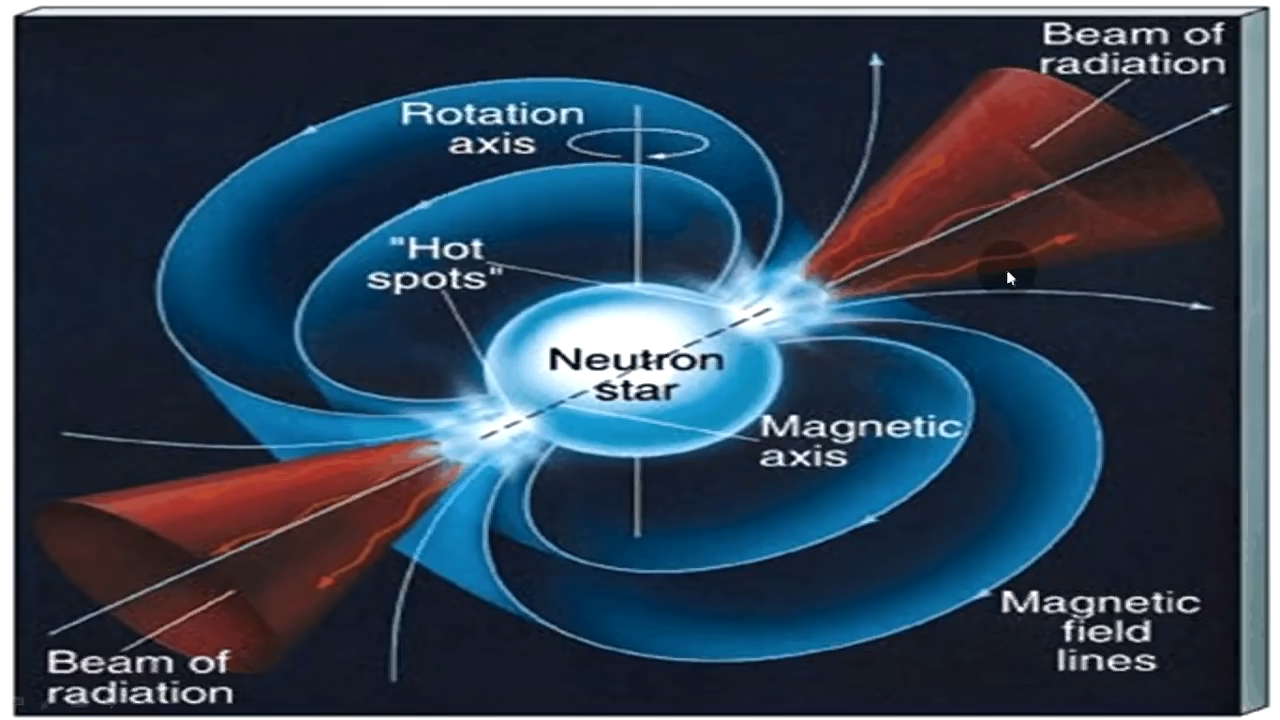 Beam of
radiation
Rotation
axis
"Hot
spots"
Neutron
star
Magnetic
axis
Magnetic
field
lines
Beam of
radiation